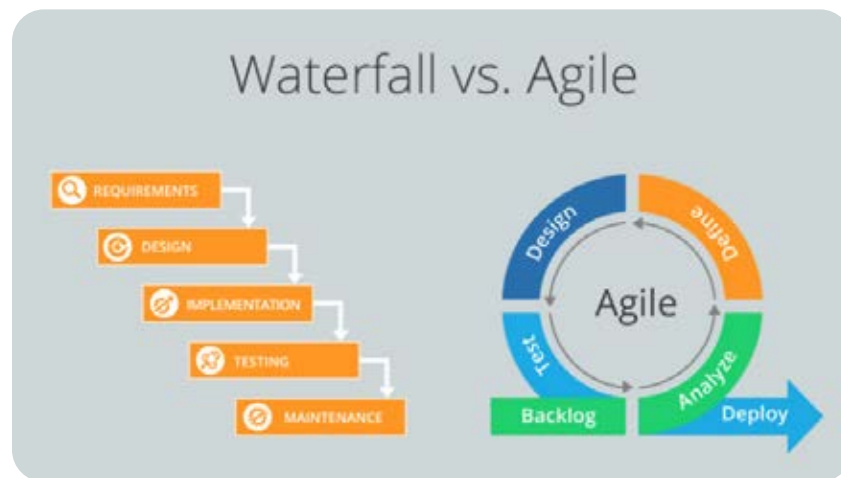 Waterfall vs. Agile
REQUIREMENTS
DESIGN
IMPLEMENTATION
TESTING
MAINTENANCE
Design
Define
Agile
Test
Analyze
Backlog
Deploy